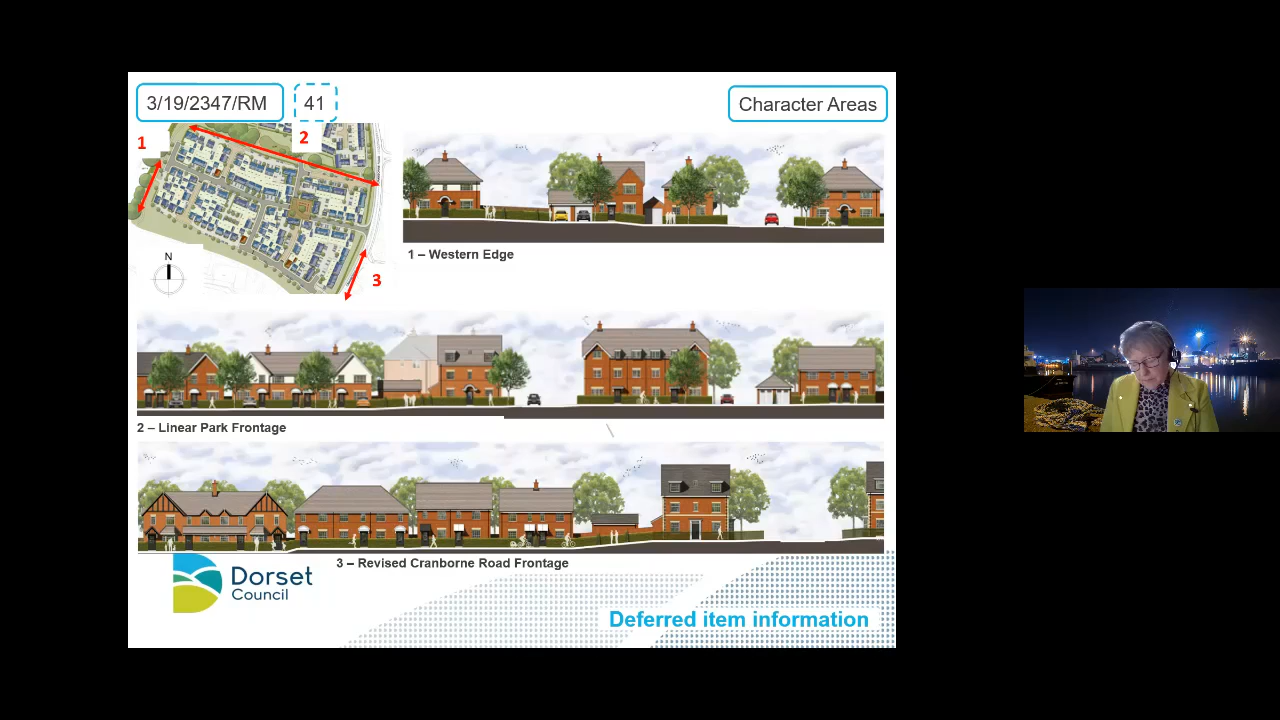 3/19/2347/RM
41
Character Areas
1
2
3
N
1 – Western Edge
2 – Linear Park Frontage
3 – Revised Cranborne Road Frontage
Dorset
Council
Deferred item information